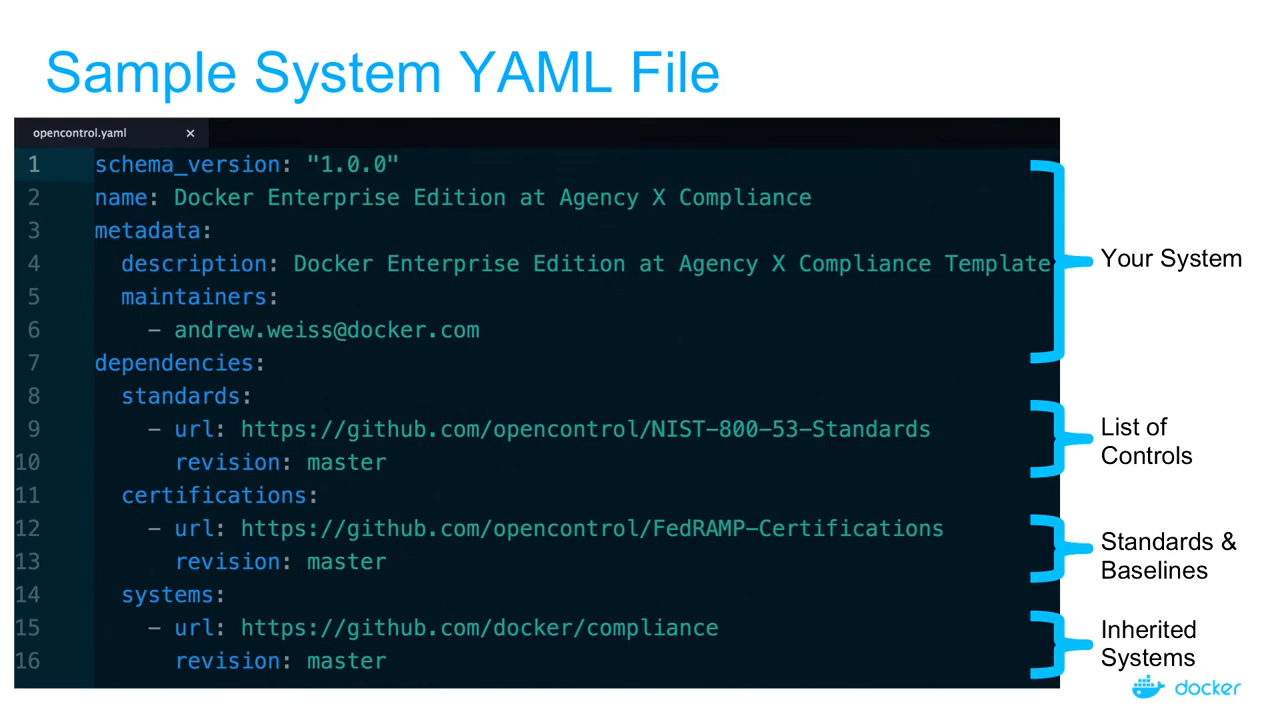 Sample System YAML File
opencontrol.yaml ×
1 schema_version: "1.0.0"
2 name: Docker Enterprise Edition at Agency X Compliance
3 metadata:
4 description: Docker Enterprise Edition at Agency X Compliance Template
5 maintainers:
6 - andrew.weiss@docker.com
7 dependencies:
8 standards:
9 - url: https://github.com/opencontrol/NIST-800-53-Standards
10 revision: master
11 certifications:
12 - url: https://github.com/opencontrol/FedRAMP-Certifications
13 revision: master
14 systems:
15 - url: https://github.com/docker/compliance
16 revision: master
Your System
List of
Controls
Standards &
Baselines
Inherited
Systems
docker